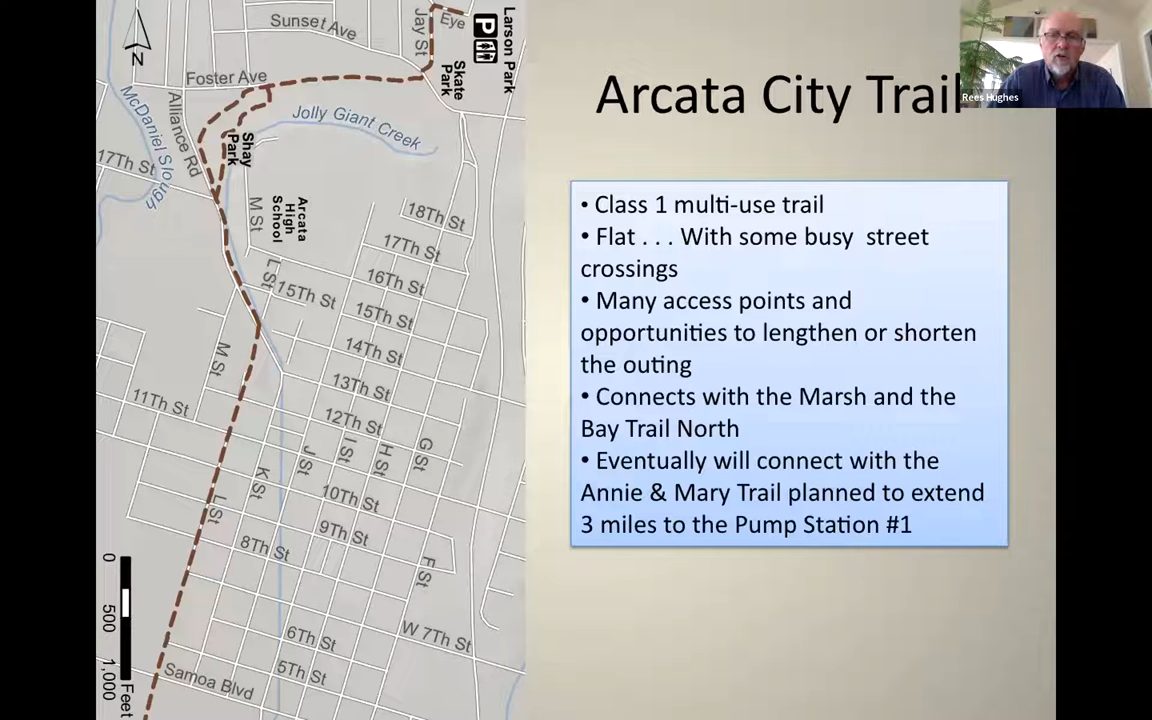 Arcata City Trail
Rees Hughes
• Class 1 multi-use trail
• Flat . . . With some busy street
crossings
• Many access points and
opportunities to lengthen or shorten
the outing
• Connects with the Marsh and the
Bay Trail North
• Eventually will connect with the
Annie & Mary Trail planned to extend
3 miles to the Pump Station #1
Larson Park
P
Eye
Jay St
Skate
Park
Sunset Ave
N
Foster Ave
McDaniel Slough
Alliance Rd
Jolly Giant Creek
Shay
Park
17Th St
Arcata
High
School
M St
18Th St
17Th St
L St
16Th St
15Th St
15Th St
14Th St
M St
13Th St
11Th St
12Th St
G St
H St
I St
J St
K St
10Th St
L St
9Th St
8Th St
F St
6Th St
W 7Th St
5Th St
Samoa Blvd
0
500
1,000
Feet